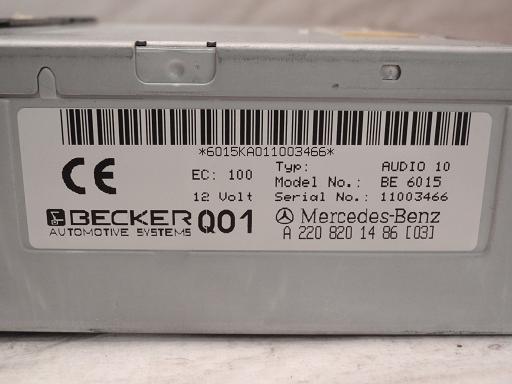 *6015KA011003466*
CE
EC: 100
12 Volt
Typ: AUDIO 10
Model No.: BE 6015
Serial No.: 11003466
BECKER
AUTOMOTIVE SYSTEMS
Q01
Mercedes-Benz
A 220 820 14 86 [03]